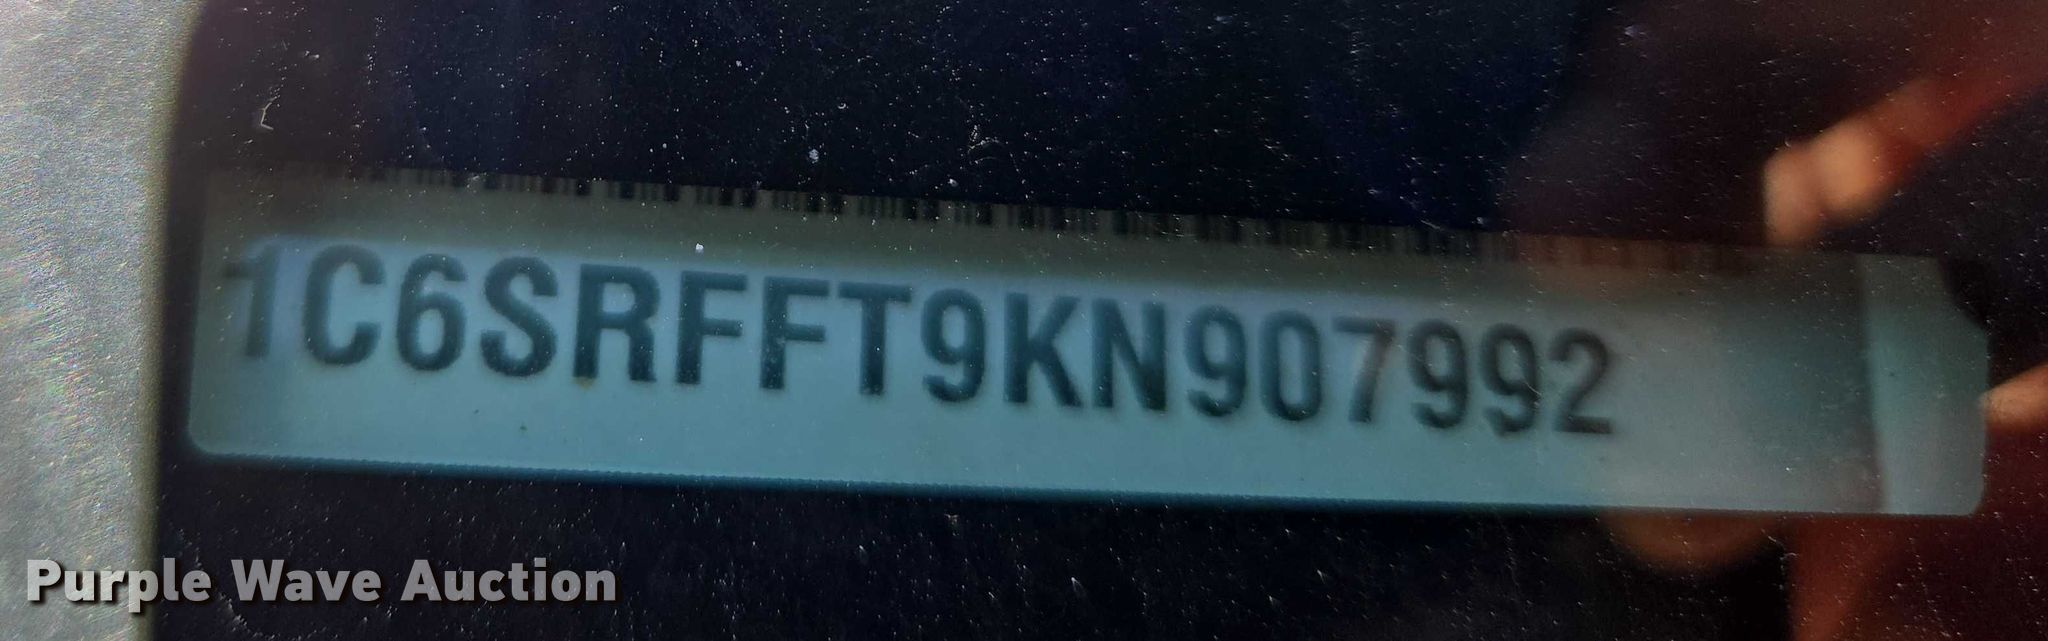 1C6SRFFT9KN907992
Purple Wave Auction